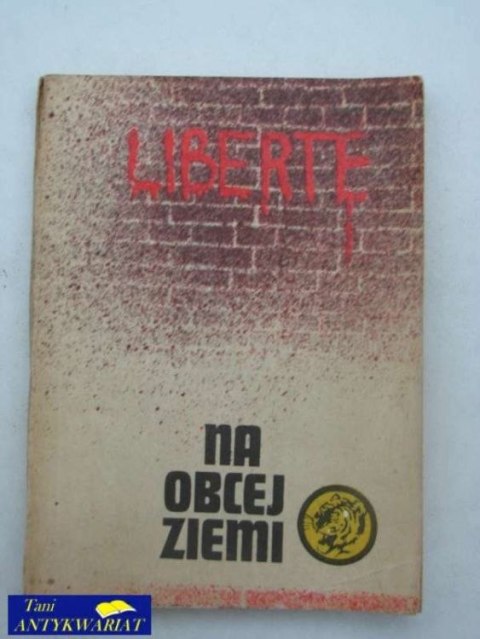 LIBERTE
NA
OBCEJ
ZIEMI
Tani
ANTYKWARIAT